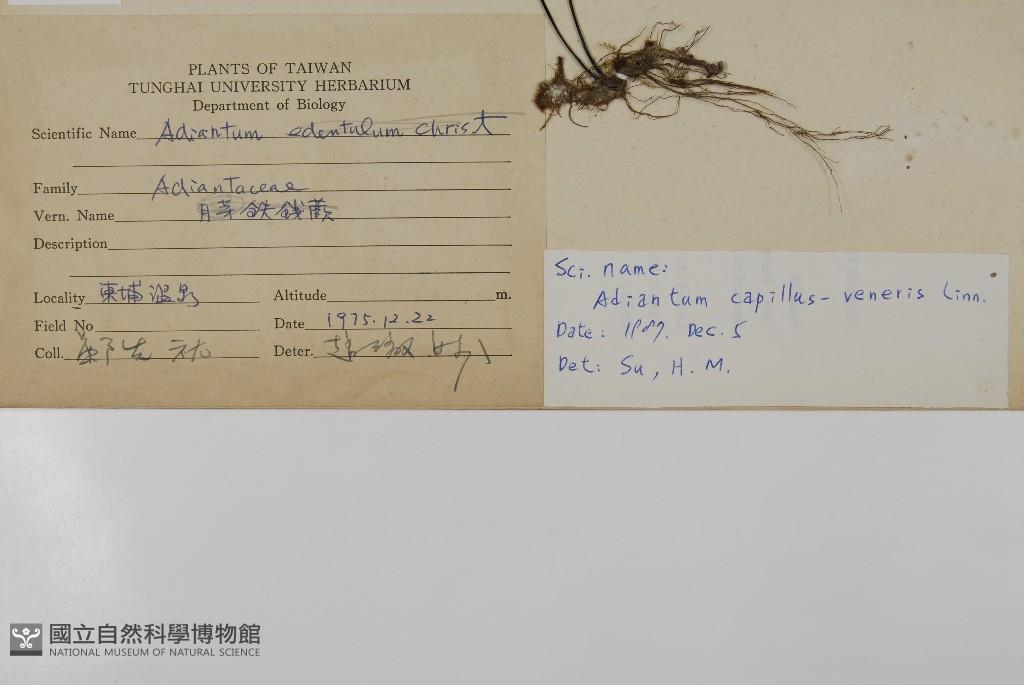 PLANTS OF TAIWAN
TUNGHAI UNIVERSITY HERBARIUM
Department of Biology
Scientific Name Adiantum edentulum Christ
Family Adiantaceae
Vern. Name 月芽鉄銭蕨
Description
Locality 東埔温泉 Altitude m.
Field No Date 1975.12.22
Coll. Deter.
Sci. name:
Adiantum capillus-veneris Linn.
Date: 1987. Dec. 5
Det: Su, H. M.
國立自然科學博物館
NATIONAL MUSEUM OF NATURAL SCIENCE